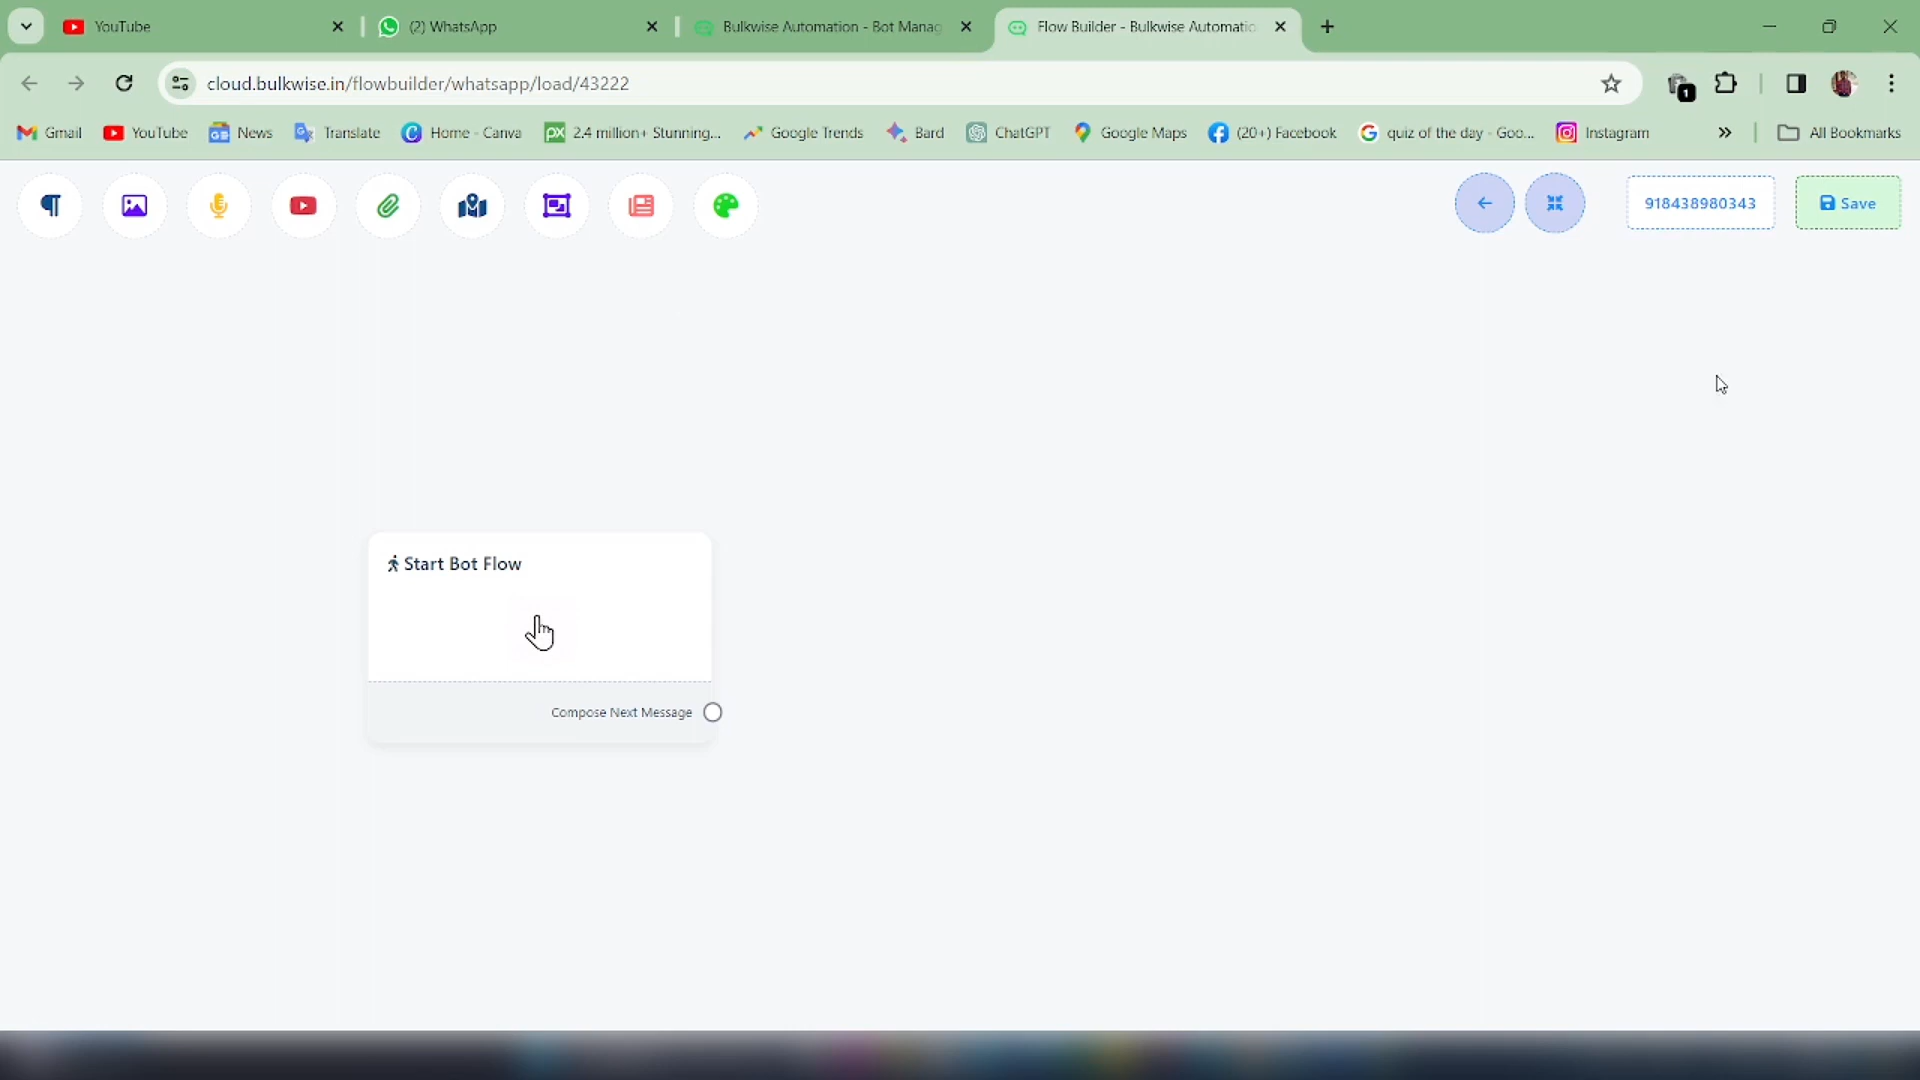 YouTube
(2) WhatsApp
Bulkwise Automation - Bot Manag
Flow Builder - Bulkwise Automatic
cloud.bulkwise.in/flowbuilder/whatsapp/load/43222
1
Gmail
YouTube
News
Translate
Home - Canva
2.4 million+ Stunning...
Google Trends
Bard
ChatGPT
Google Maps
(20+) Facebook
quiz of the day - Goo...
Instagram
All Bookmarks
918438980343
Save
Start Bot Flow
Compose Next Message